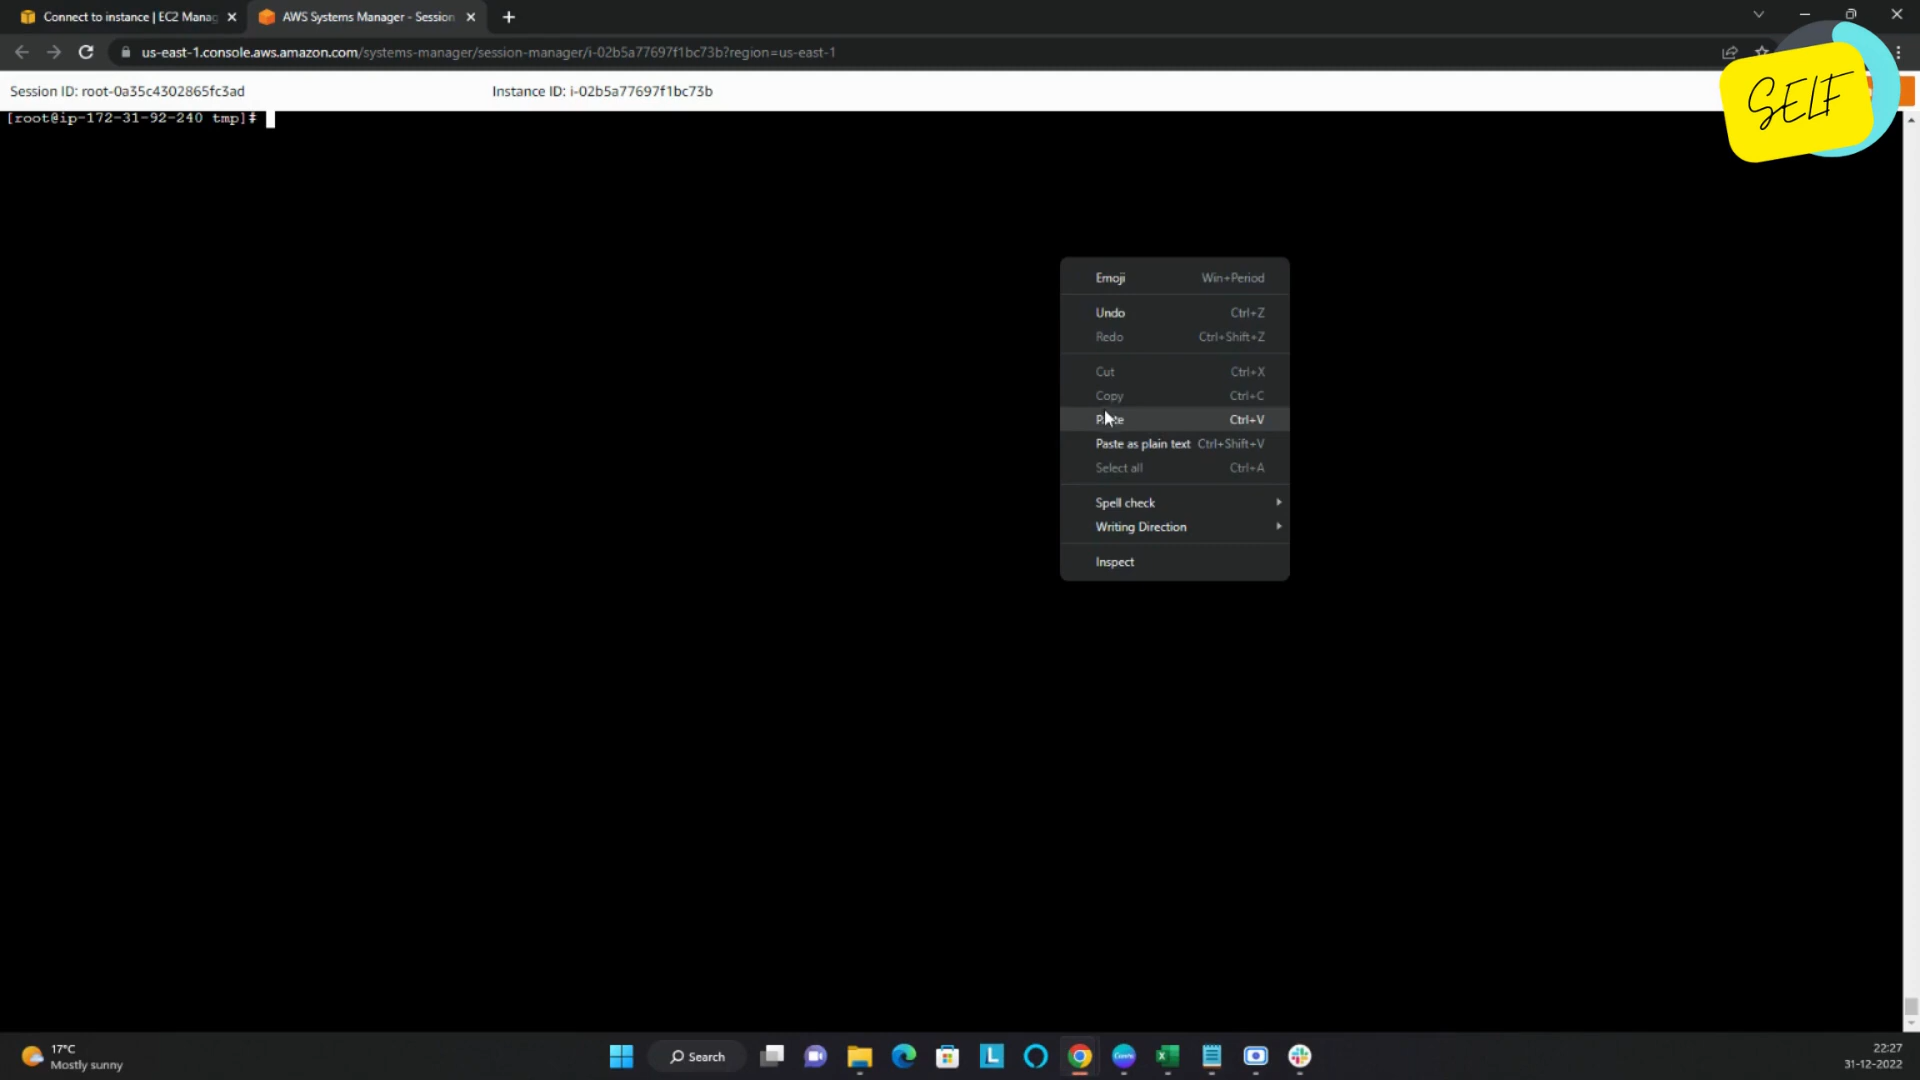 Connect to instance | EC2 Manag
AWS Systems Manager - Session
us-east-1.console.aws.amazon.com/systems-manager/session-manager/i-02b5a77697f1bc73b?region=us-east-1
Session ID: root-0a35c4302865fc3ad
Instance ID: i-02b5a77697f1bc73b
SELF
[root@ip-172-31-92-240 tmp]#
Emoji Win+Period
Undo Ctrl+Z
Redo Ctrl+Shift+Z
Cut Ctrl+X
Copy Ctrl+C
Paste Ctrl+V
Paste as plain text Ctrl+Shift+V
Select all Ctrl+A
Spell check
Writing Direction
Inspect
17°C
Mostly sunny
Search
L
22:27
31-12-2022